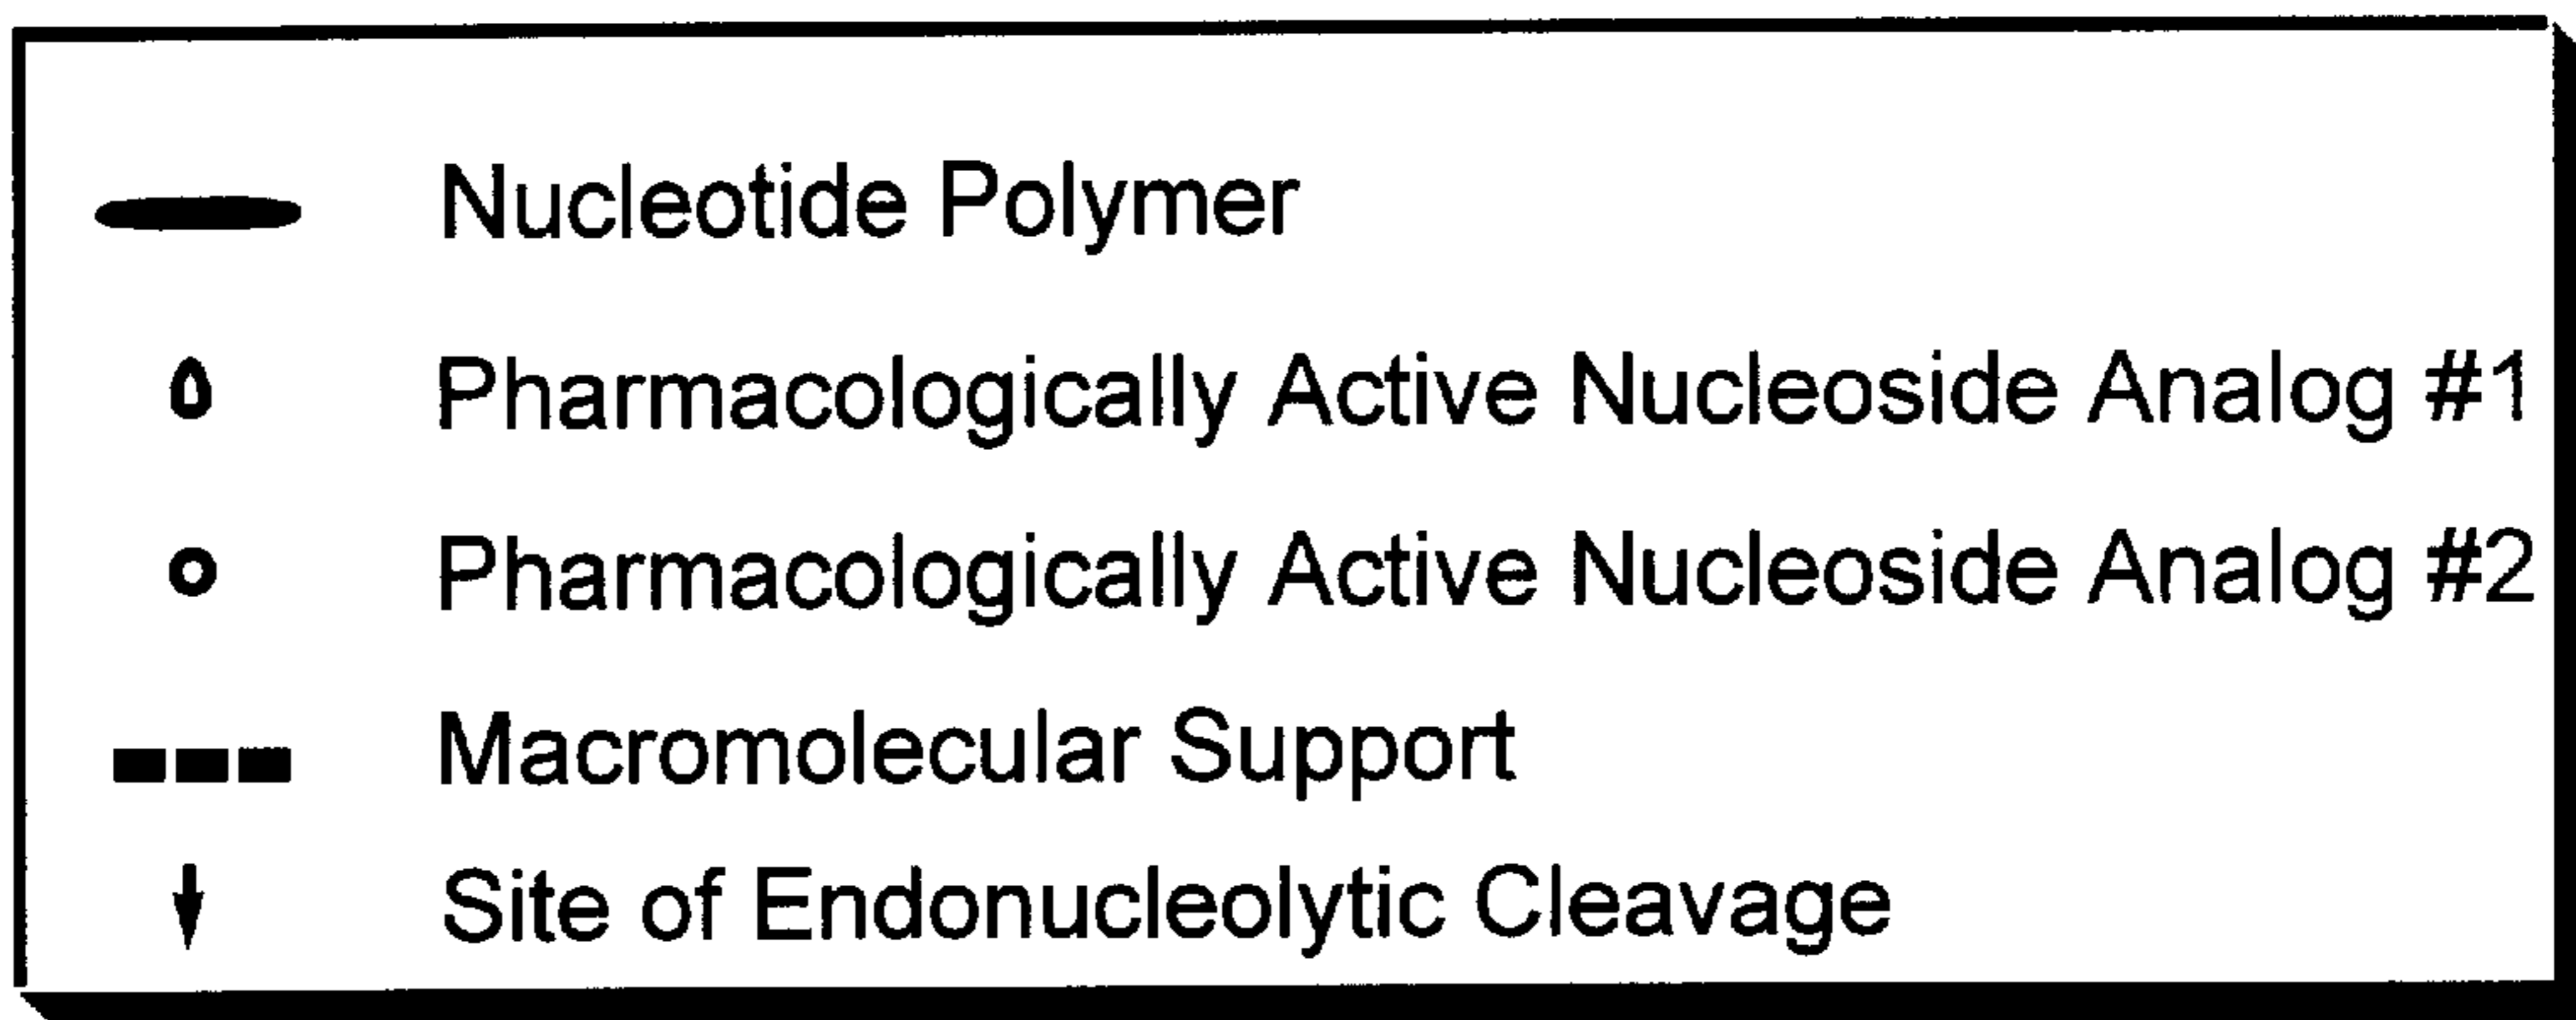 Nucleotide Polymer
Pharmacologically Active Nucleoside Analog #1
Pharmacologically Active Nucleoside Analog #2
Macromolecular Support
Site of Endonucleolytic Cleavage